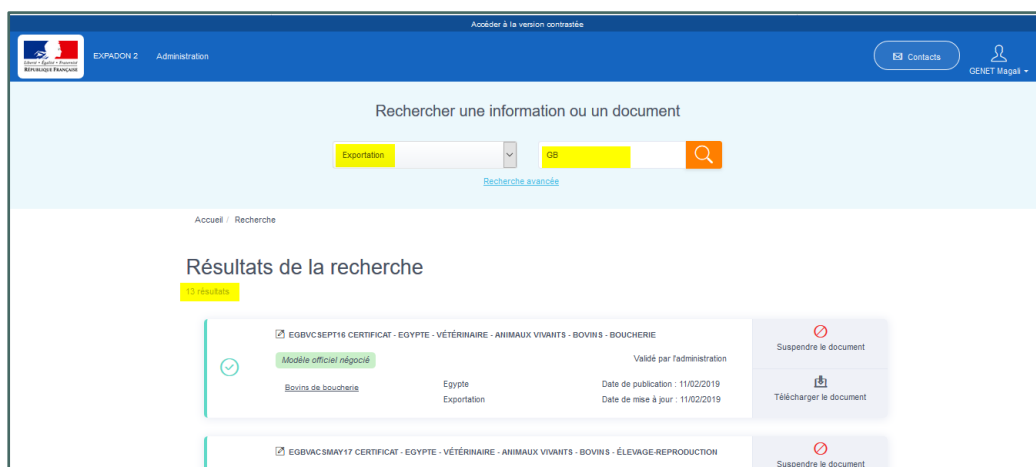 Accéder à la version contrastée
Liberté • Égalité • Fraternité
RÉPUBLIQUE FRANÇAISE
EXPADON 2 Administration
Contacts
GENET Magali
Rechercher une information ou un document
Exportation GB
Recherche avancée
Accueil / Recherche
Résultats de la recherche
13 résultats
EGBVCSEPT16 CERTIFICAT - EGYPTE - VÉTÉRINAIRE - ANIMAUX VIVANTS - BOVINS - BOUCHERIE
Suspendre le document
Modèle officiel négocié Validé par l'administration
Bovins de boucherie Egypte Date de publication : 11/02/2019
Exportation Date de mise à jour : 11/02/2019
Télécharger le document
EGBVACSMAY17 CERTIFICAT - EGYPTE - VÉTÉRINAIRE - ANIMAUX VIVANTS - BOVINS - ÉLEVAGE-REPRODUCTION
Suspendre le document